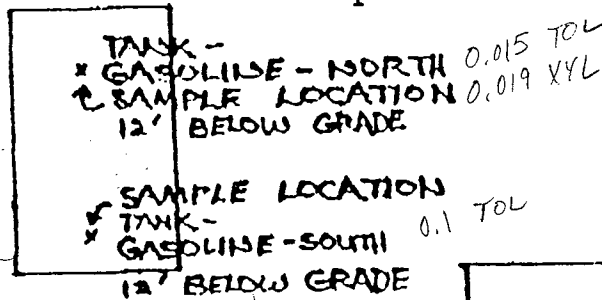 TANK -
GASOLINE - NORTH 0.015 TOL
SAMPLE LOCATION 0.019 XYL
12' BELOW GRADE
SAMPLE LOCATION
TANK -
GASOLINE - SOUTH 0.1 TOL
12' BELOW GRADE